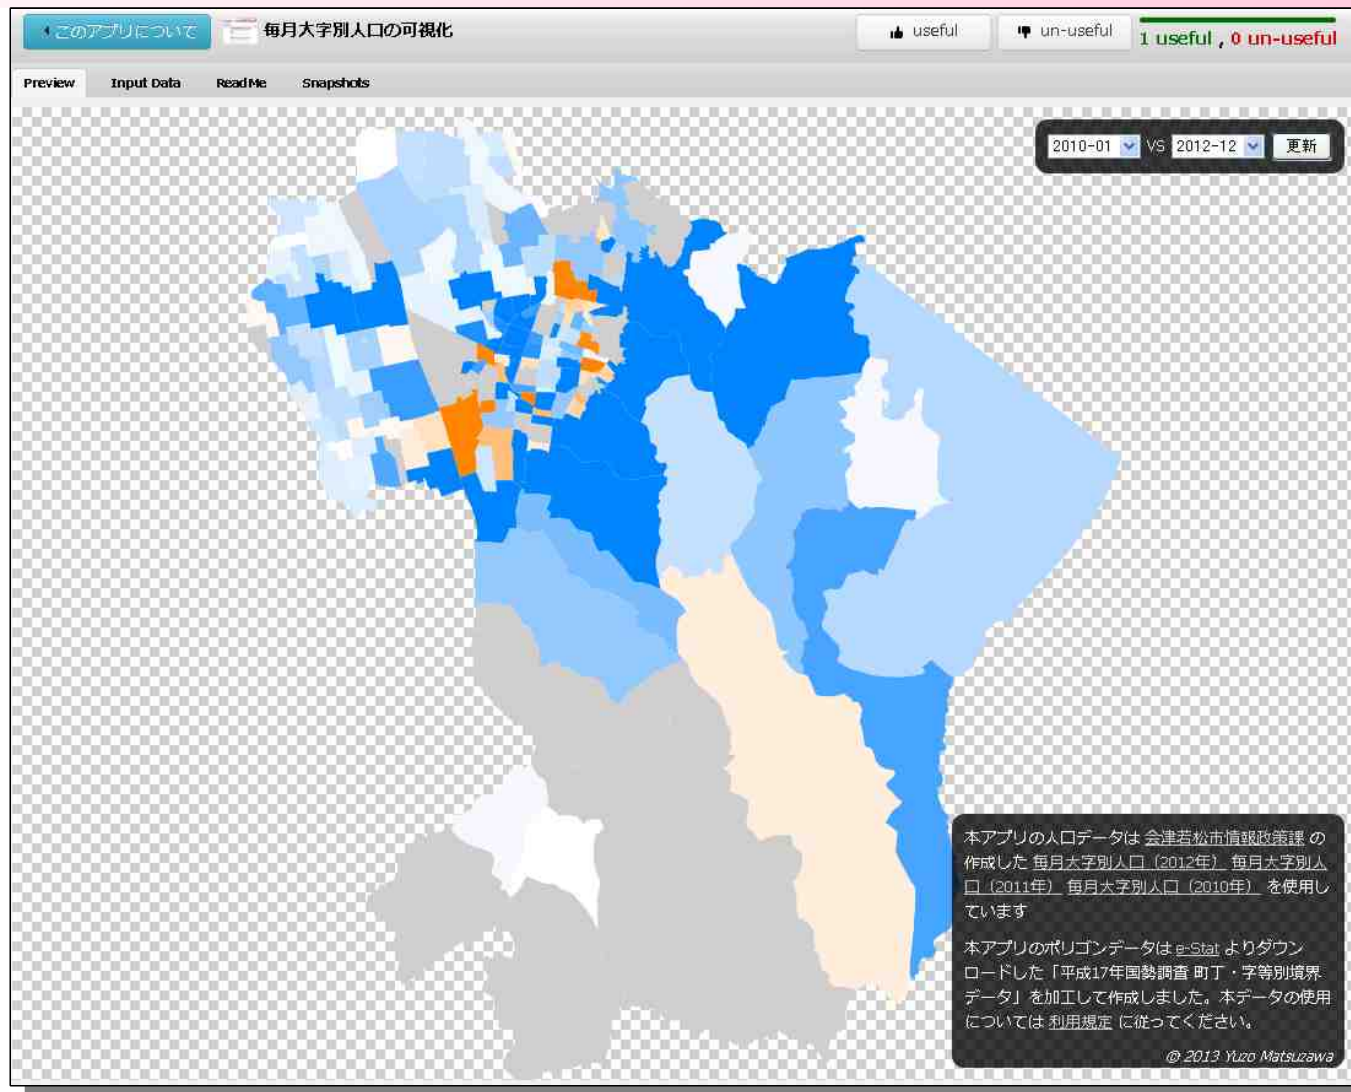 このアプリについて
毎月大字別人口の可視化
useful
un-useful
1 useful , 0 un-useful
Preview
Input Data
ReadMe
Snapshots
2010-01 VS 2012-12 更新
本アプリの人口データは 会津若松市情報政策課 の
作成した 毎月大字別人口（2012年） 毎月大字別人
口（2011年） 毎月大字別人口（2010年） を使用し
ています
本アプリのポリゴンデータは e-Stat よりダウン
ロードした「平成17年国勢調査 町丁・字等別境界
データ」を加工して作成しました。本データの使用
については 利用規定 に従ってください。
© 2013 Yuzo Matsuzawa